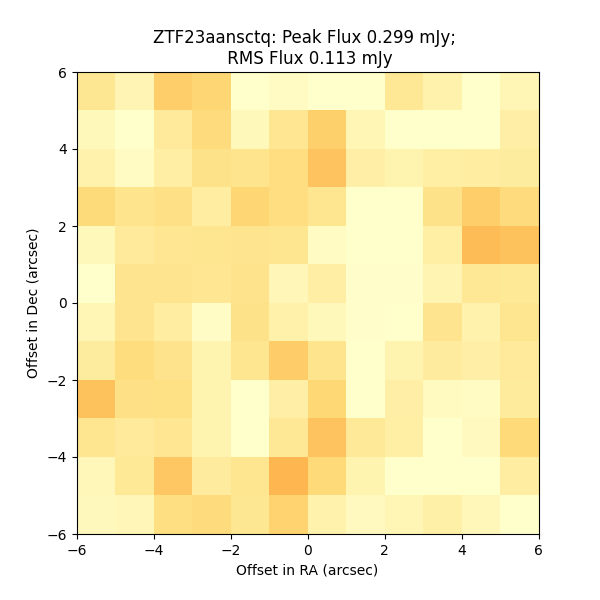 ZTF23aansctq: Peak Flux 0.299 mJy;
RMS Flux 0.113 mJy
6
4
2
0
−2
−4
−6
Offset in Dec (arcsec)
−6 −4 −2 0 2 4 6
Offset in RA (arcsec)